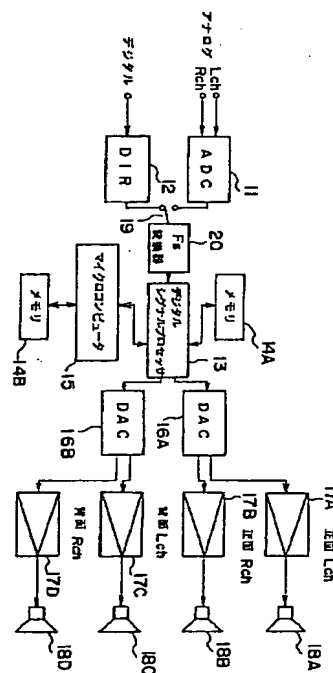 アナログ
Lch
Rch
デジタル
ADC
11
DIR
12
19
Fs
変換器
20
デジタル
シグナルプロセッサ
13
メモリ
14A
マイクロコンピュータ
15
メモリ
14B
DAC
16A
DAC
16B
17A
正面 Lch
17B
正面 Rch
17C
背面 Lch
17D
背面 Rch
18A
18B
18C
18D